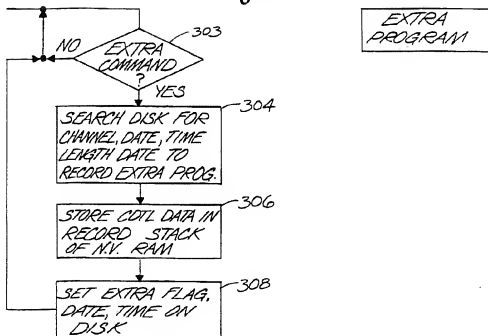 EXTRA
PROGRAM
303
NO
EXTRA
COMMAND
?
YES
304
SEARCH DISK FOR
CHANNEL, DATE, TIME
LENGTH DATE TO
RECORD EXTRA PROG.
306
STORE CDTL DATA IN
RECORD STACK
OF N.V. RAM
308
SET EXTRA FLAG,
DATE, TIME ON
DISK